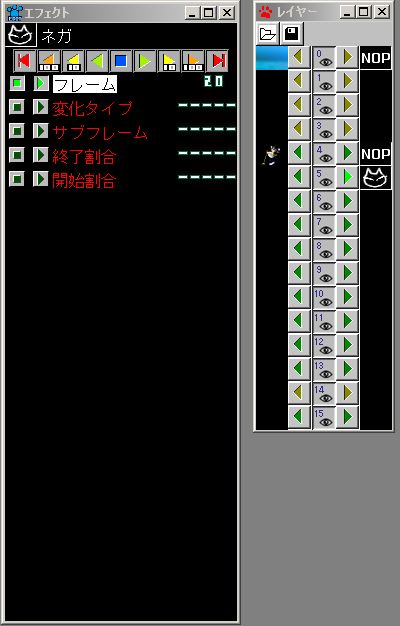 エフェクト
ネガ
フレーム 20
変化タイプ -----
サブフレーム -----
終了割合 -----
開始割合 -----
レイヤー
0 NOP
1
2
3
4 NOP
5
6
7
8
9
10
11
12
13
14
15